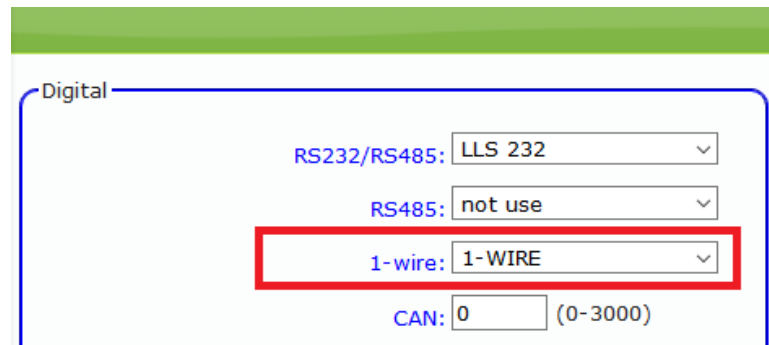 Digital
RS232/RS485: LLS 232
RS485: not use
1-wire: 1-WIRE
CAN: 0 (0-3000)